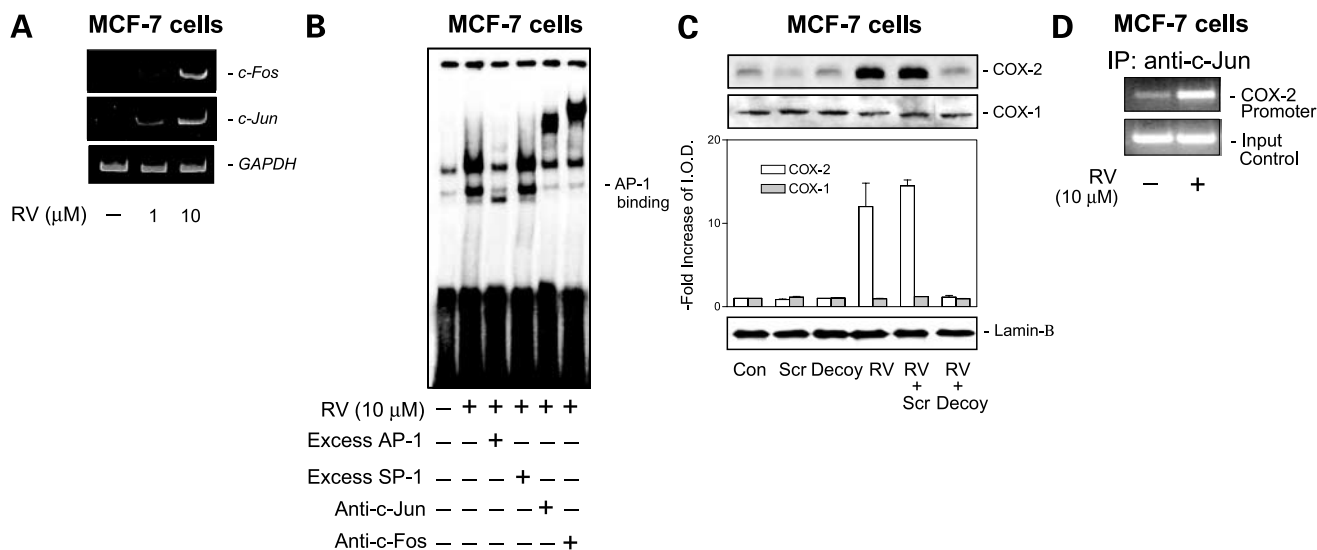 A
MCF-7 cells
- c-Fos
- c-Jun
- GAPDH
RV (µM) — 1 10
B
MCF-7 cells
- AP-1
binding
RV (10 µM) — + + + + +
Excess AP-1 — — + — — —
Excess SP-1 — — — + — —
Anti-c-Jun — — — — + —
Anti-c-Fos — — — — — +
C
MCF-7 cells
- COX-2
- COX-1
-Fold Increase of I.O.D.
20
10
0
COX-2
COX-1
- Lamin-B
Con Scr Decoy RV RV RV
+ +
Scr Decoy
D
MCF-7 cells
IP: anti-c-Jun
- COX-2
Promoter
- Input
Control
RV — +
(10 µM)